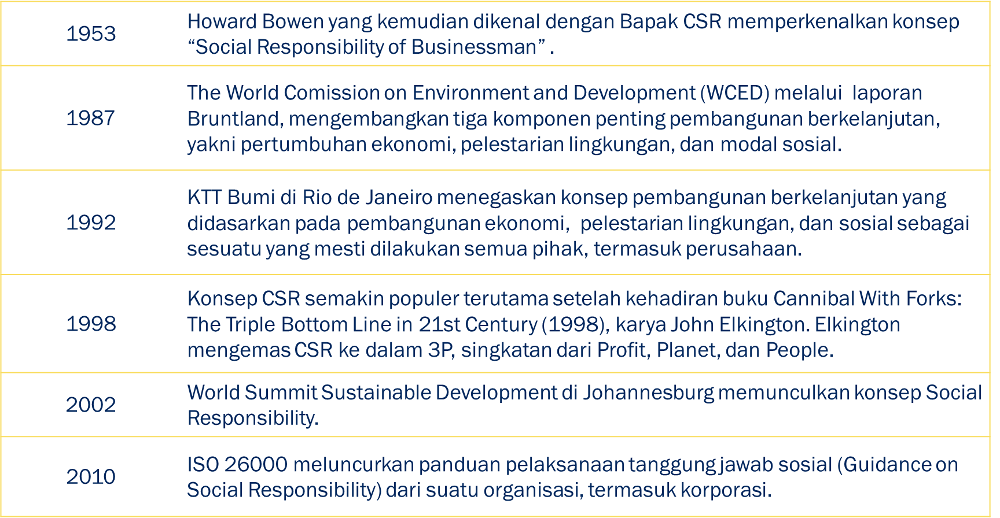 1953
Howard Bowen yang kemudian dikenal dengan Bapak CSR memperkenalkan konsep
“Social Responsibility of Businessman” .
1987
The World Comission on Environment and Development (WCED) melalui  laporan
Bruntland, mengembangkan tiga komponen penting pembangunan berkelanjutan,
yakni pertumbuhan ekonomi, pelestarian lingkungan, dan modal sosial.
1992
KTT Bumi di Rio de Janeiro menegaskan konsep pembangunan berkelanjutan yang
didasarkan pada pembangunan ekonomi,  pelestarian lingkungan, dan sosial sebagai
sesuatu yang mesti dilakukan semua pihak, termasuk perusahaan.
1998
Konsep CSR semakin populer terutama setelah kehadiran buku Cannibal With Forks:
The Triple Bottom Line in 21st Century (1998), karya John Elkington. Elkington
mengemas CSR ke dalam 3P, singkatan dari Profit, Planet, dan People.
2002
World Summit Sustainable Development di Johannesburg memunculkan konsep Social
Responsibility.
2010
ISO 26000 meluncurkan panduan pelaksanaan tanggung jawab sosial (Guidance on
Social Responsibility) dari suatu organisasi, termasuk korporasi.